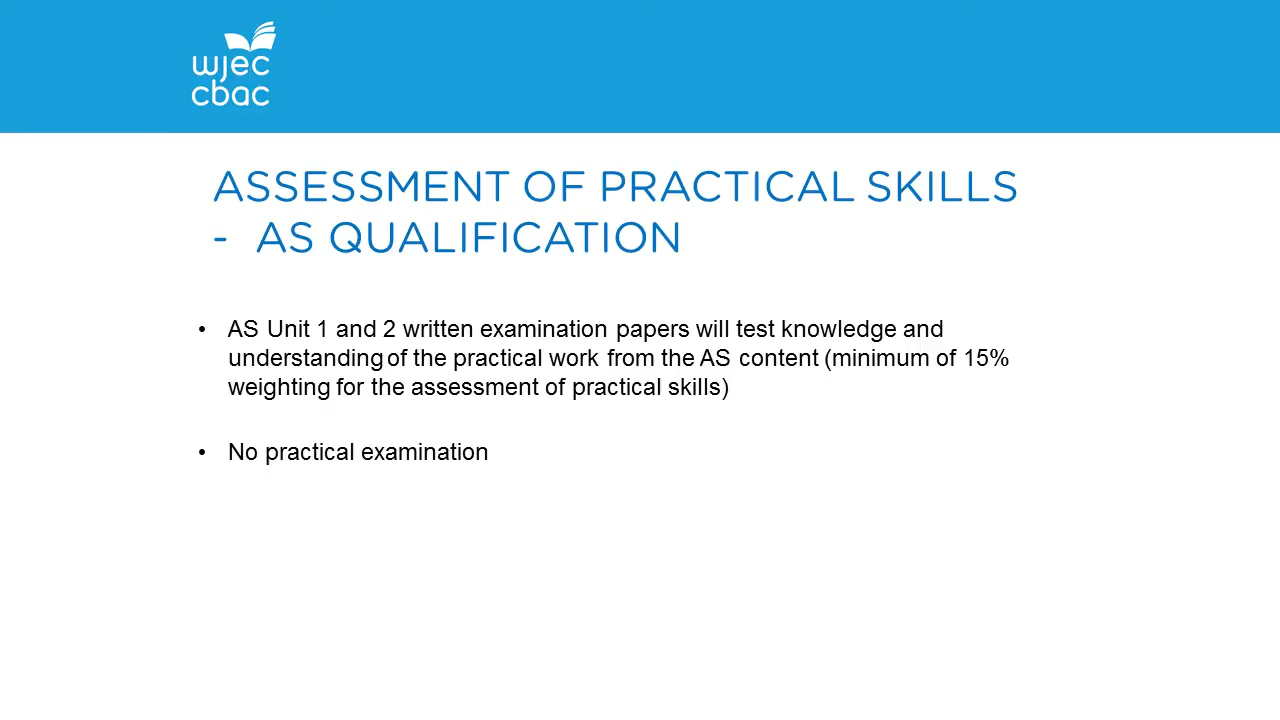 wjec
cbac
ASSESSMENT OF PRACTICAL SKILLS
- AS QUALIFICATION
• AS Unit 1 and 2 written examination papers will test knowledge and
understanding of the practical work from the AS content (minimum of 15%
weighting for the assessment of practical skills)
• No practical examination